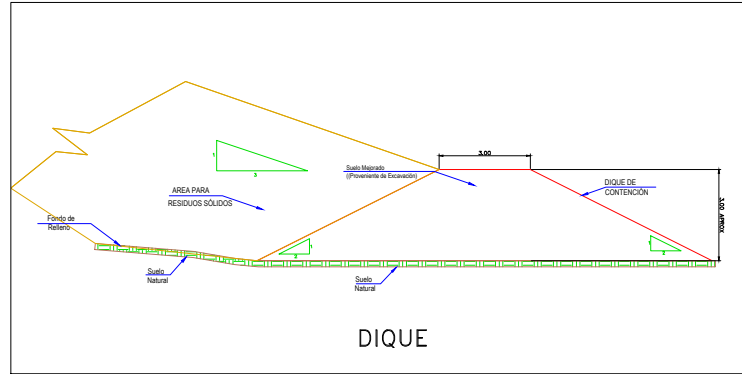 3.00
1
3
Suelo Mejorado
((Proveniente de Excavación)
AREA PARA
RESIDUOS SÓLIDOS
DIQUE DE
CONTENCIÓN
3.00 APROX
Fondo de
Relleno
1
2
1
2
Suelo
Natural
Suelo
Natural
DIQUE